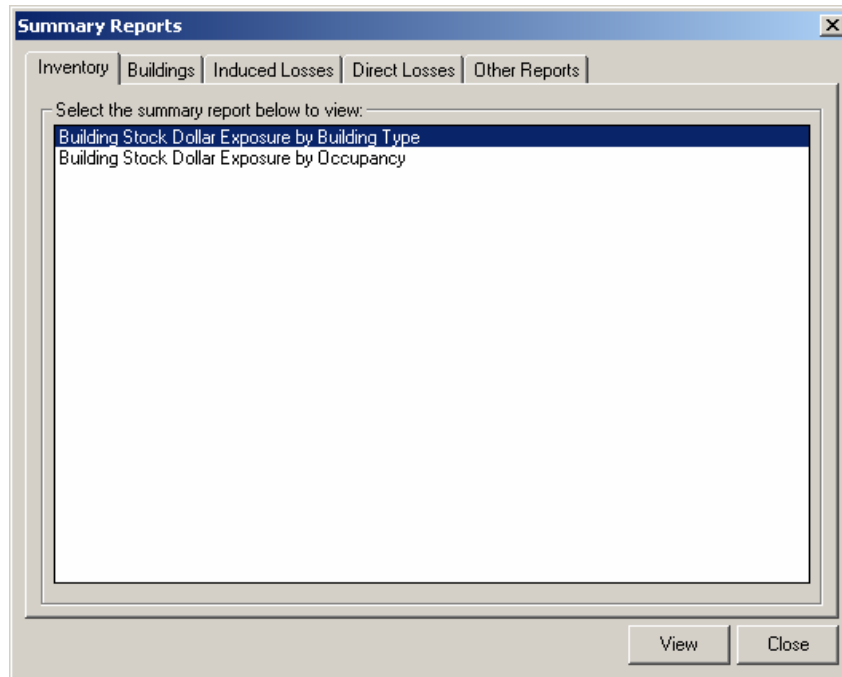 Summary Reports
Inventory Buildings Induced Losses Direct Losses Other Reports
Select the summary report below to view:
Building Stock Dollar Exposure by Building Type
Building Stock Dollar Exposure by Occupancy
View Close